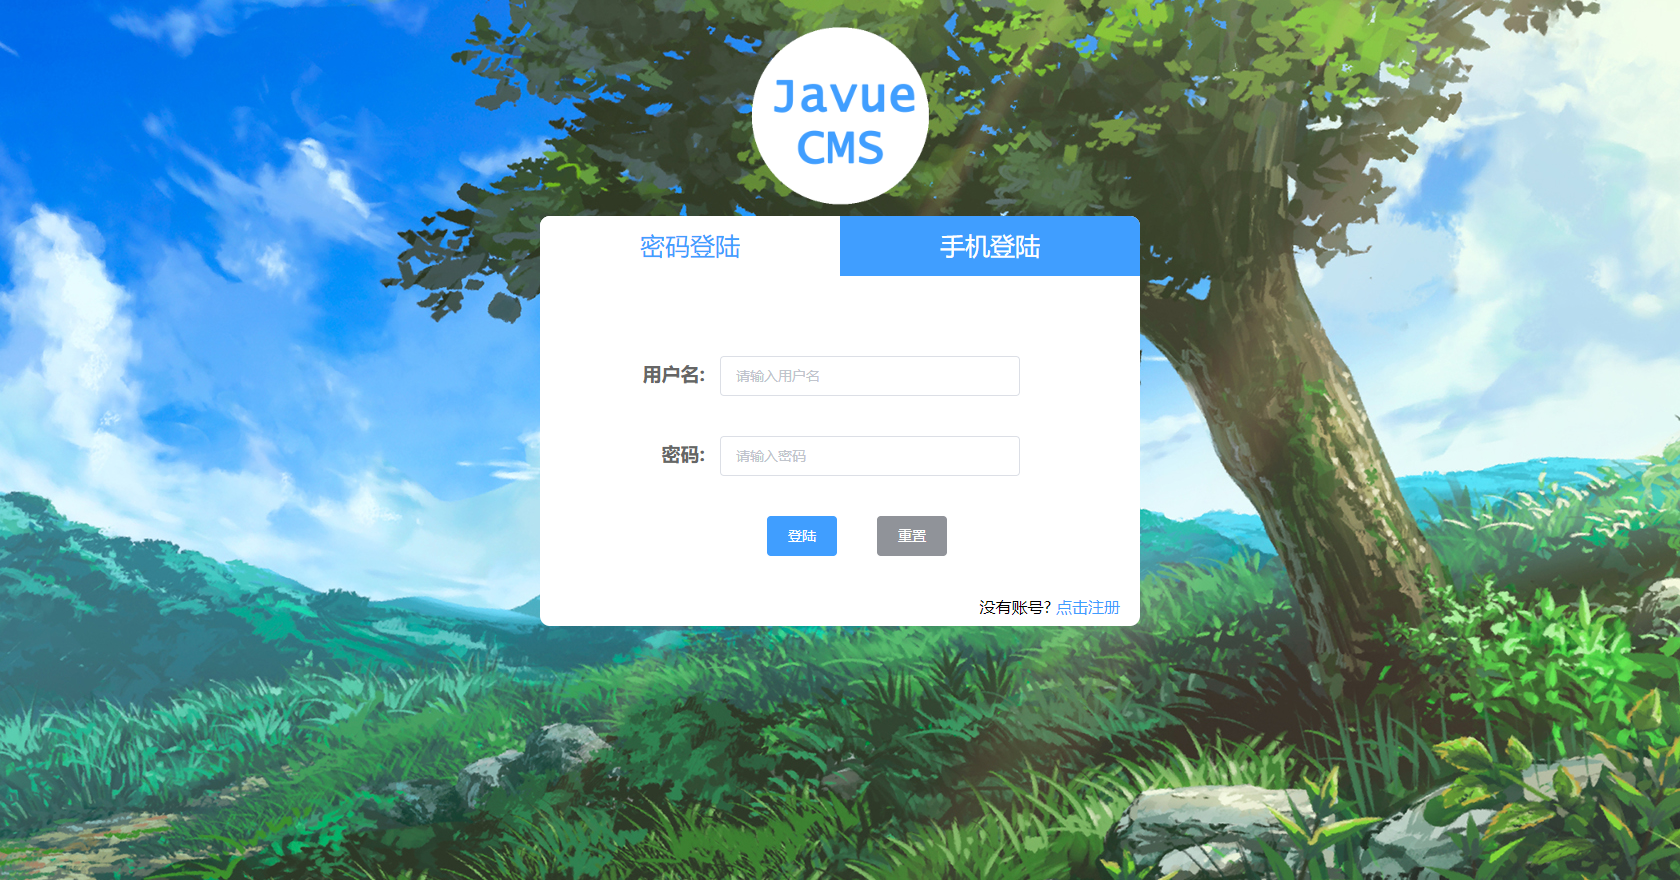 Javue
CMS
密码登陆 手机登陆
用户名: 请输入用户名
密码: 请输入密码
登陆 重置
没有账号? 点击注册